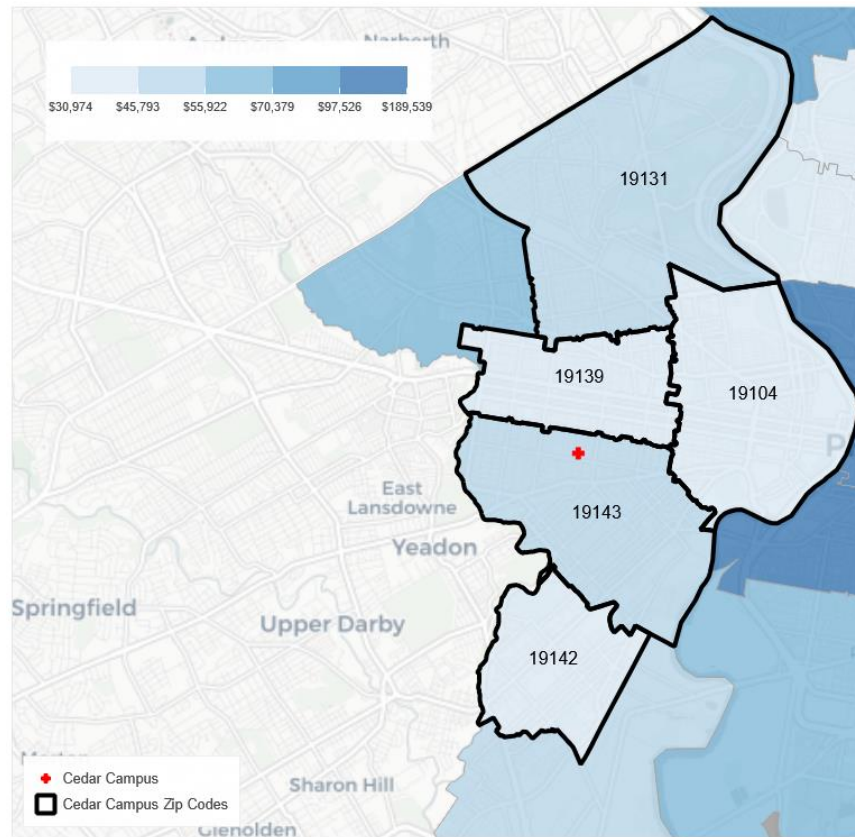 Narberth
$30,974 $45,793 $55,922 $70,379 $97,526 $189,539
19131
19139
19104
P
East
Lansdowne
19143
Yeadon
Springfield
Upper Darby
19142
Cedar Campus
Sharon Hill
Cedar Campus Zip Codes
Glenolden